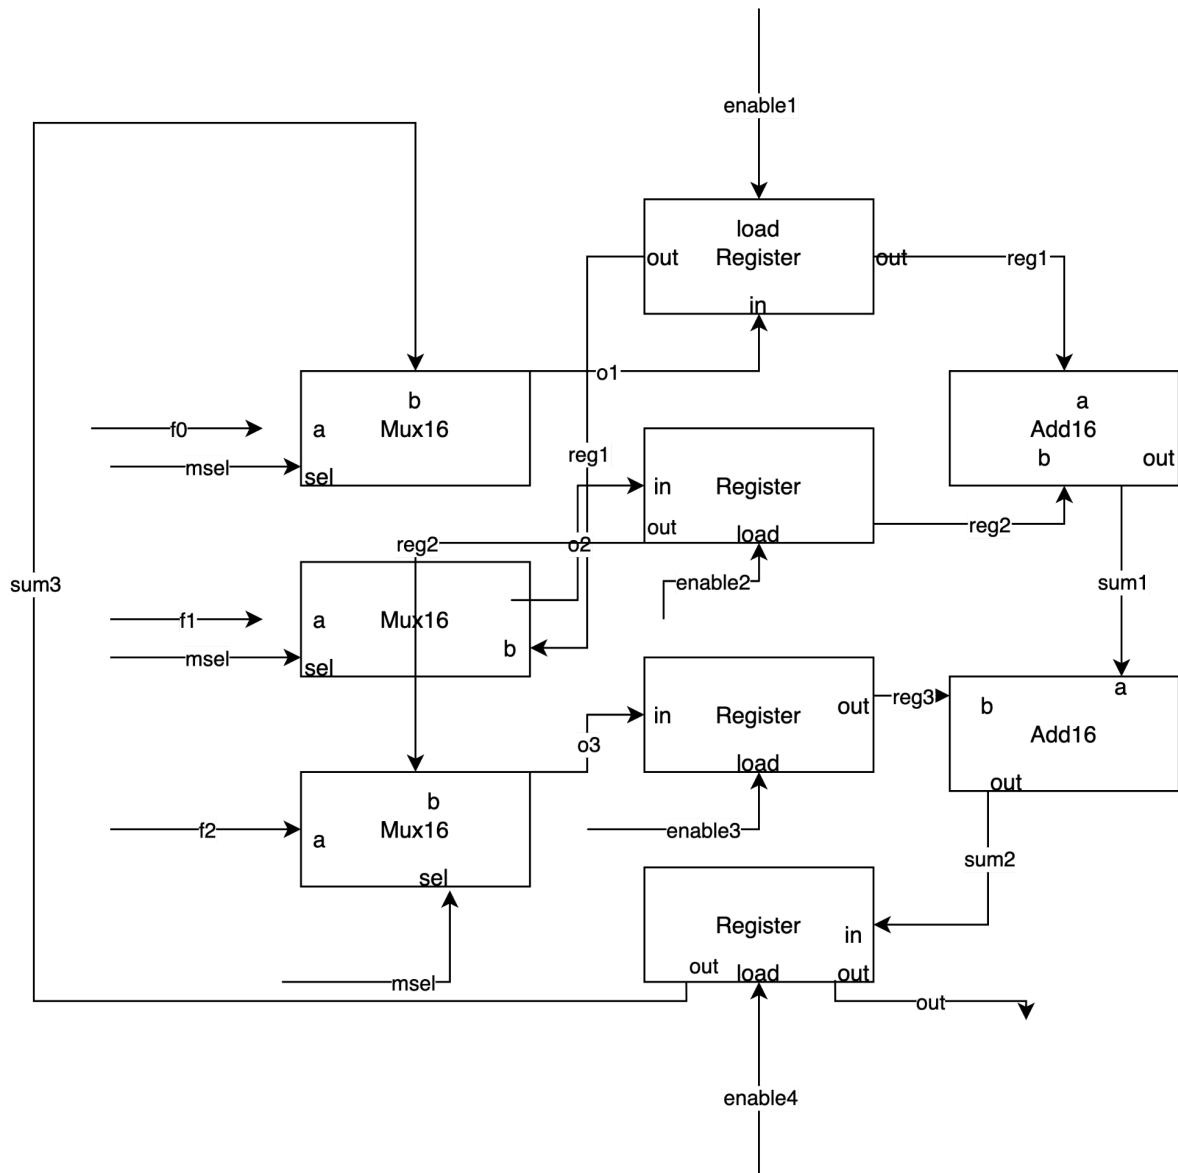 enable1
load
out
Register
out
reg1
in
o1
b
a
Mux16
f0
msel
sel
a
Add16
b
out
reg1
in
Register
out
load
reg2
reg2
o2
enable2
sum3
sum1
f1
a
Mux16
b
msel
sel
a
b
Add16
out
in
Register
out
reg3
load
o3
b
Mux16
f2
a
sel
enable3
sum2
Register
in
out
load
out
msel
out
enable4